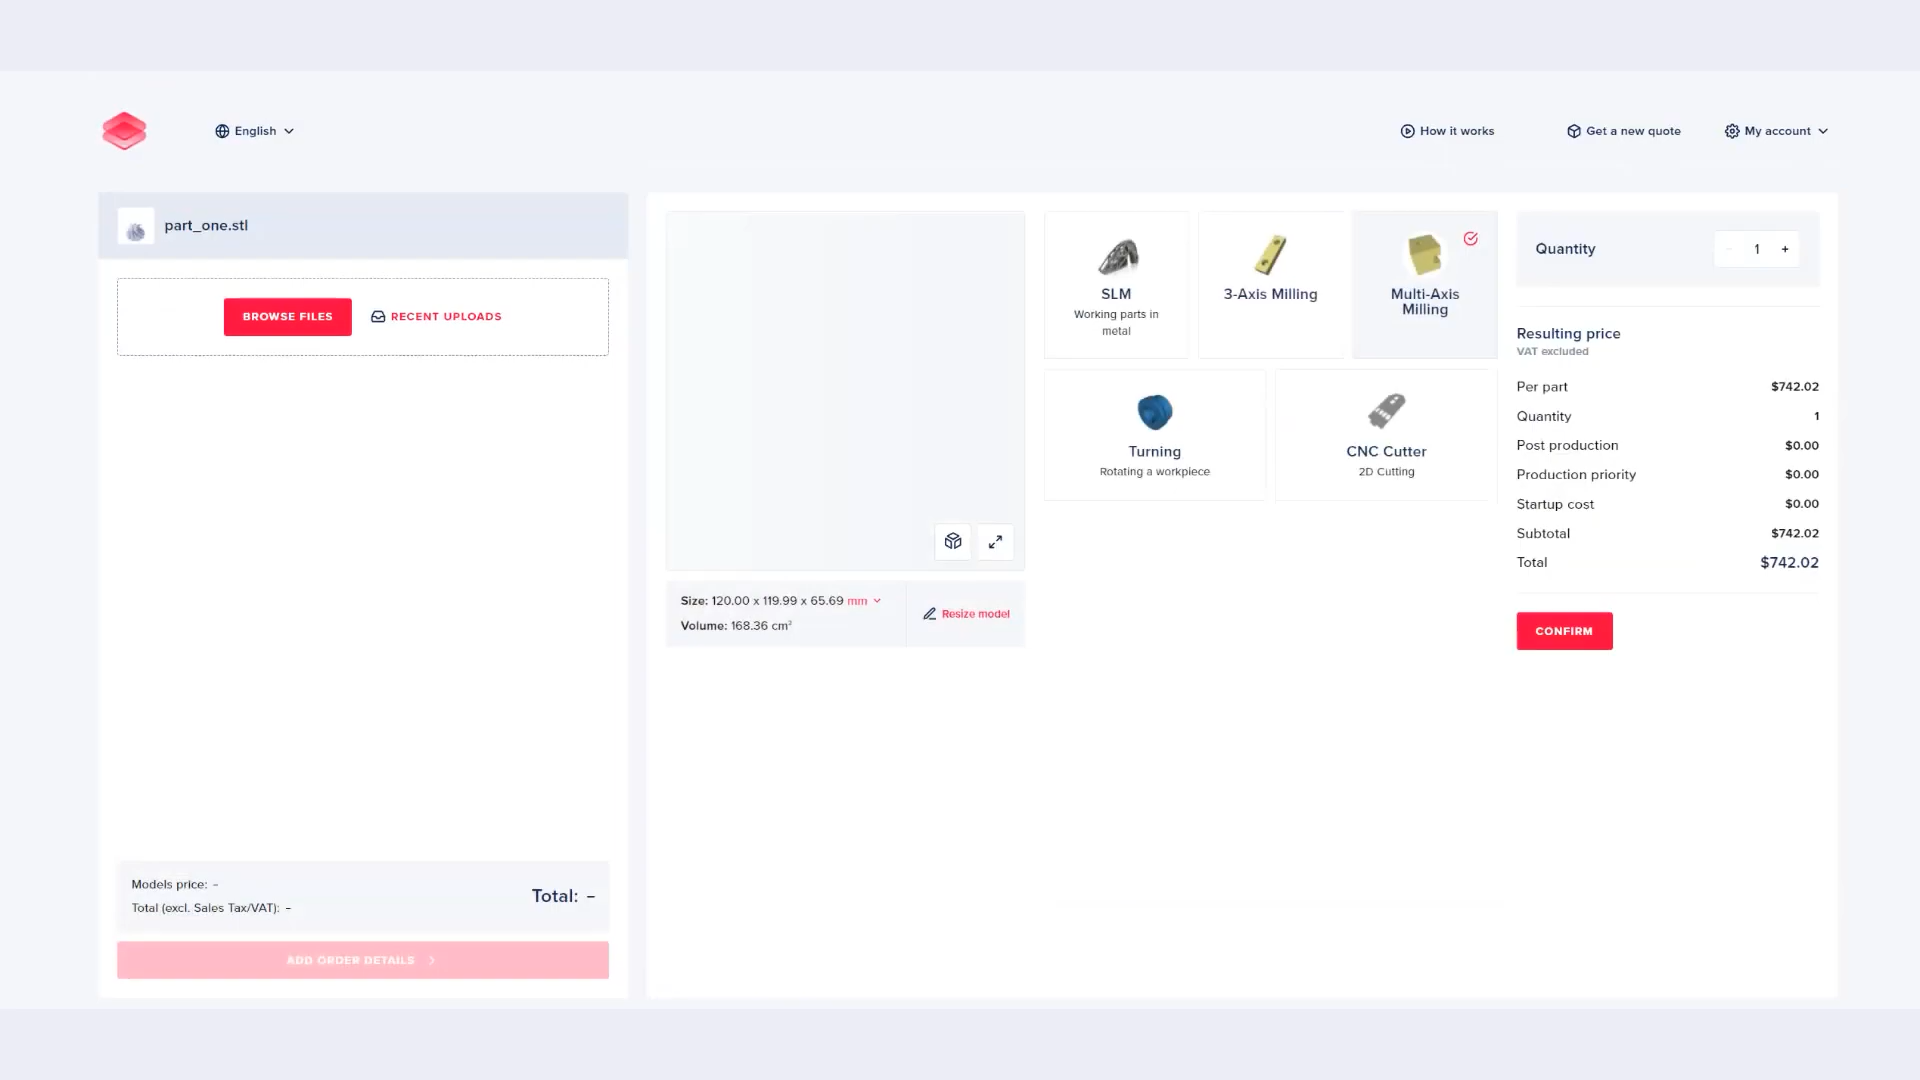 English
How it works
Get a new quote
My account
part_one.stl
BROWSE FILES
RECENT UPLOADS
Models price: –
Total (excl. Sales Tax/VAT): –
Total: –
ADD ORDER DETAILS
Size: 120.00 x 119.99 x 65.69 mm
Volume: 168.36 cm³
Resize model
SLM
Working parts in
metal
3-Axis Milling
Multi-Axis
Milling
Turning
Rotating a workpiece
CNC Cutter
2D Cutting
Quantity
- 1 +
Resulting price
VAT excluded
Per part $742.02
Quantity 1
Post production $0.00
Production priority $0.00
Startup cost $0.00
Subtotal $742.02
Total $742.02
CONFIRM